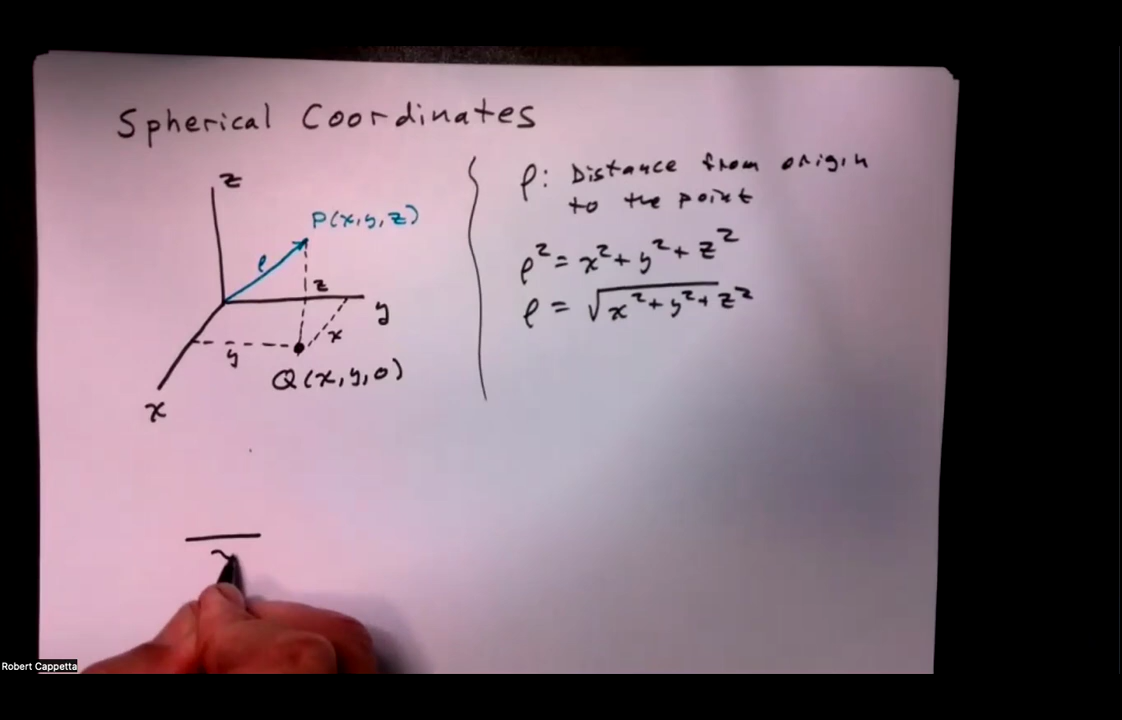 Spherical Coordinates
z
P(x,y,z)
ρ
z
y
x
y
Q(x,y,0)
x
ρ: Distance from origin
to the point
ρ² = x² + y² + z²
ρ = √x² + y² + z²
Robert Cappetta